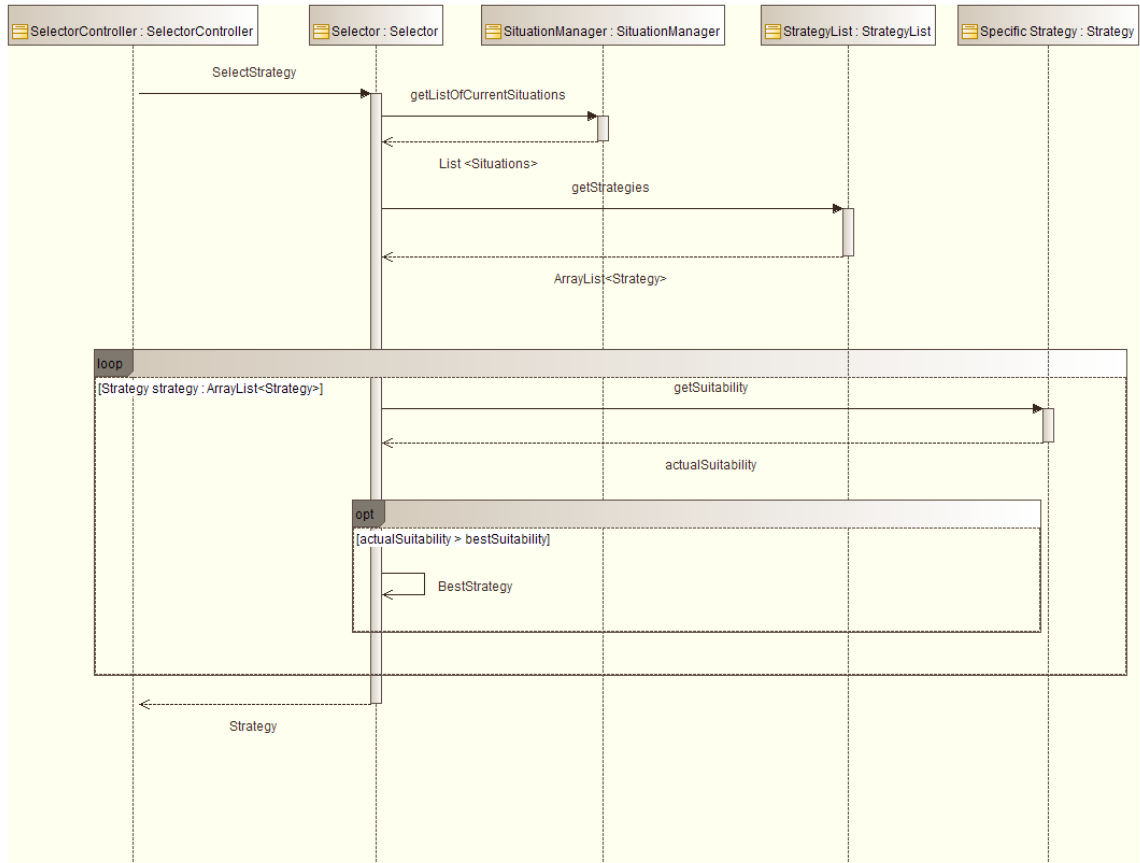 SelectorController : SelectorController
Selector : Selector
SituationManager : SituationManager
StrategyList : StrategyList
Specific Strategy : Strategy
SelectStrategy
getListOfCurrentSituations
List <Situations>
getStrategies
ArrayList<Strategy>
loop
[Strategy strategy : ArrayList<Strategy>]
getSuitability
actualSuitability
opt
[actualSuitability > bestSuitability]
BestStrategy
Strategy